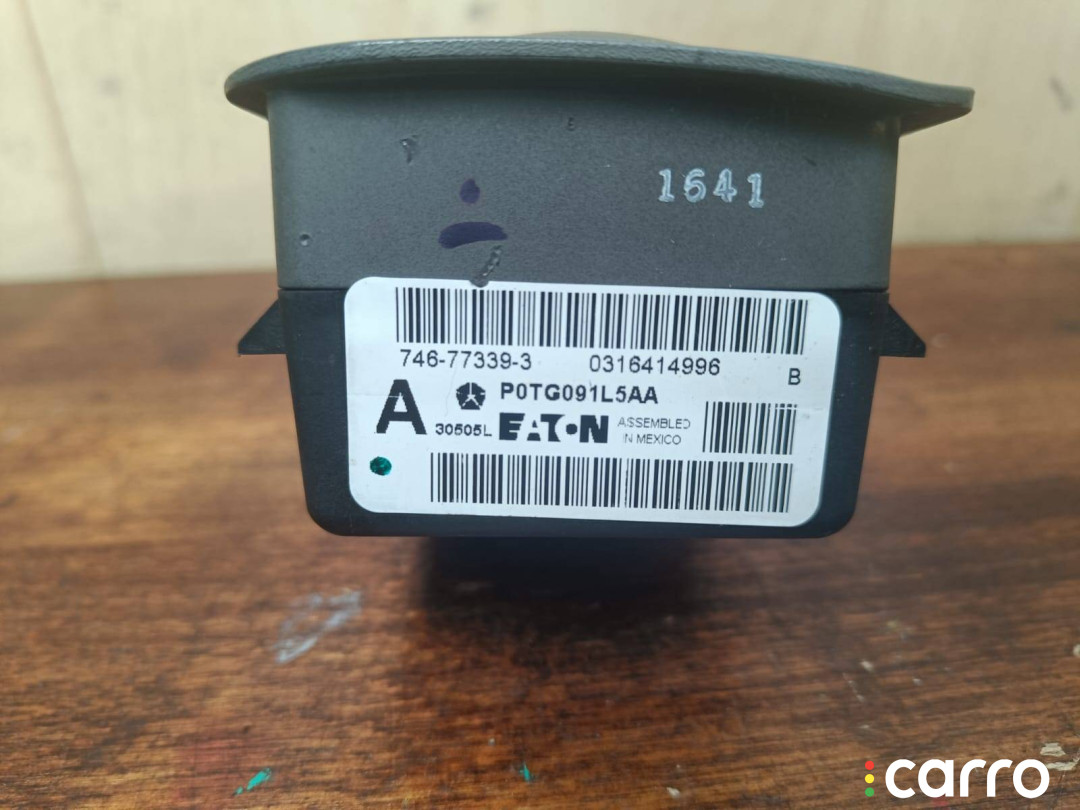 1641
746-77339-3 0316414996 B
A P0TG091L5AA
30505L EATON ASSEMBLED
IN MEXICO
carro